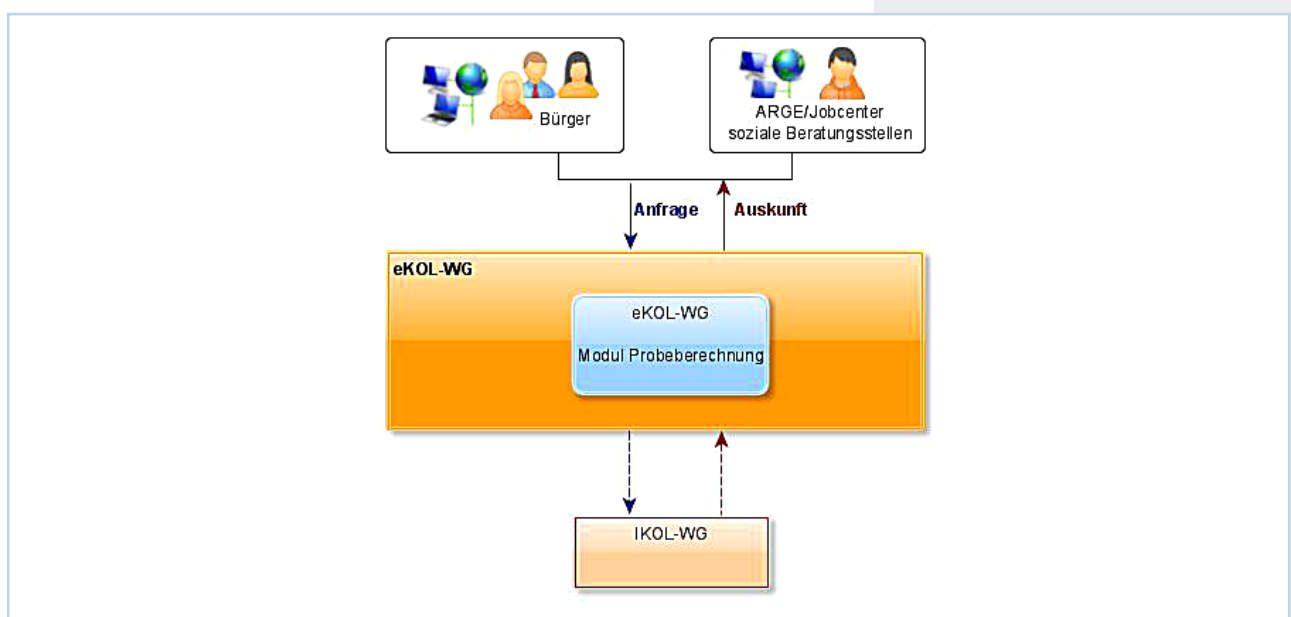 Bürger
ARGE/Jobcenter
soziale Beratungsstellen
Anfrage
Auskunft
eKOL-WG
eKOL-WG
Modul Probeberechnung
IKOL-WG